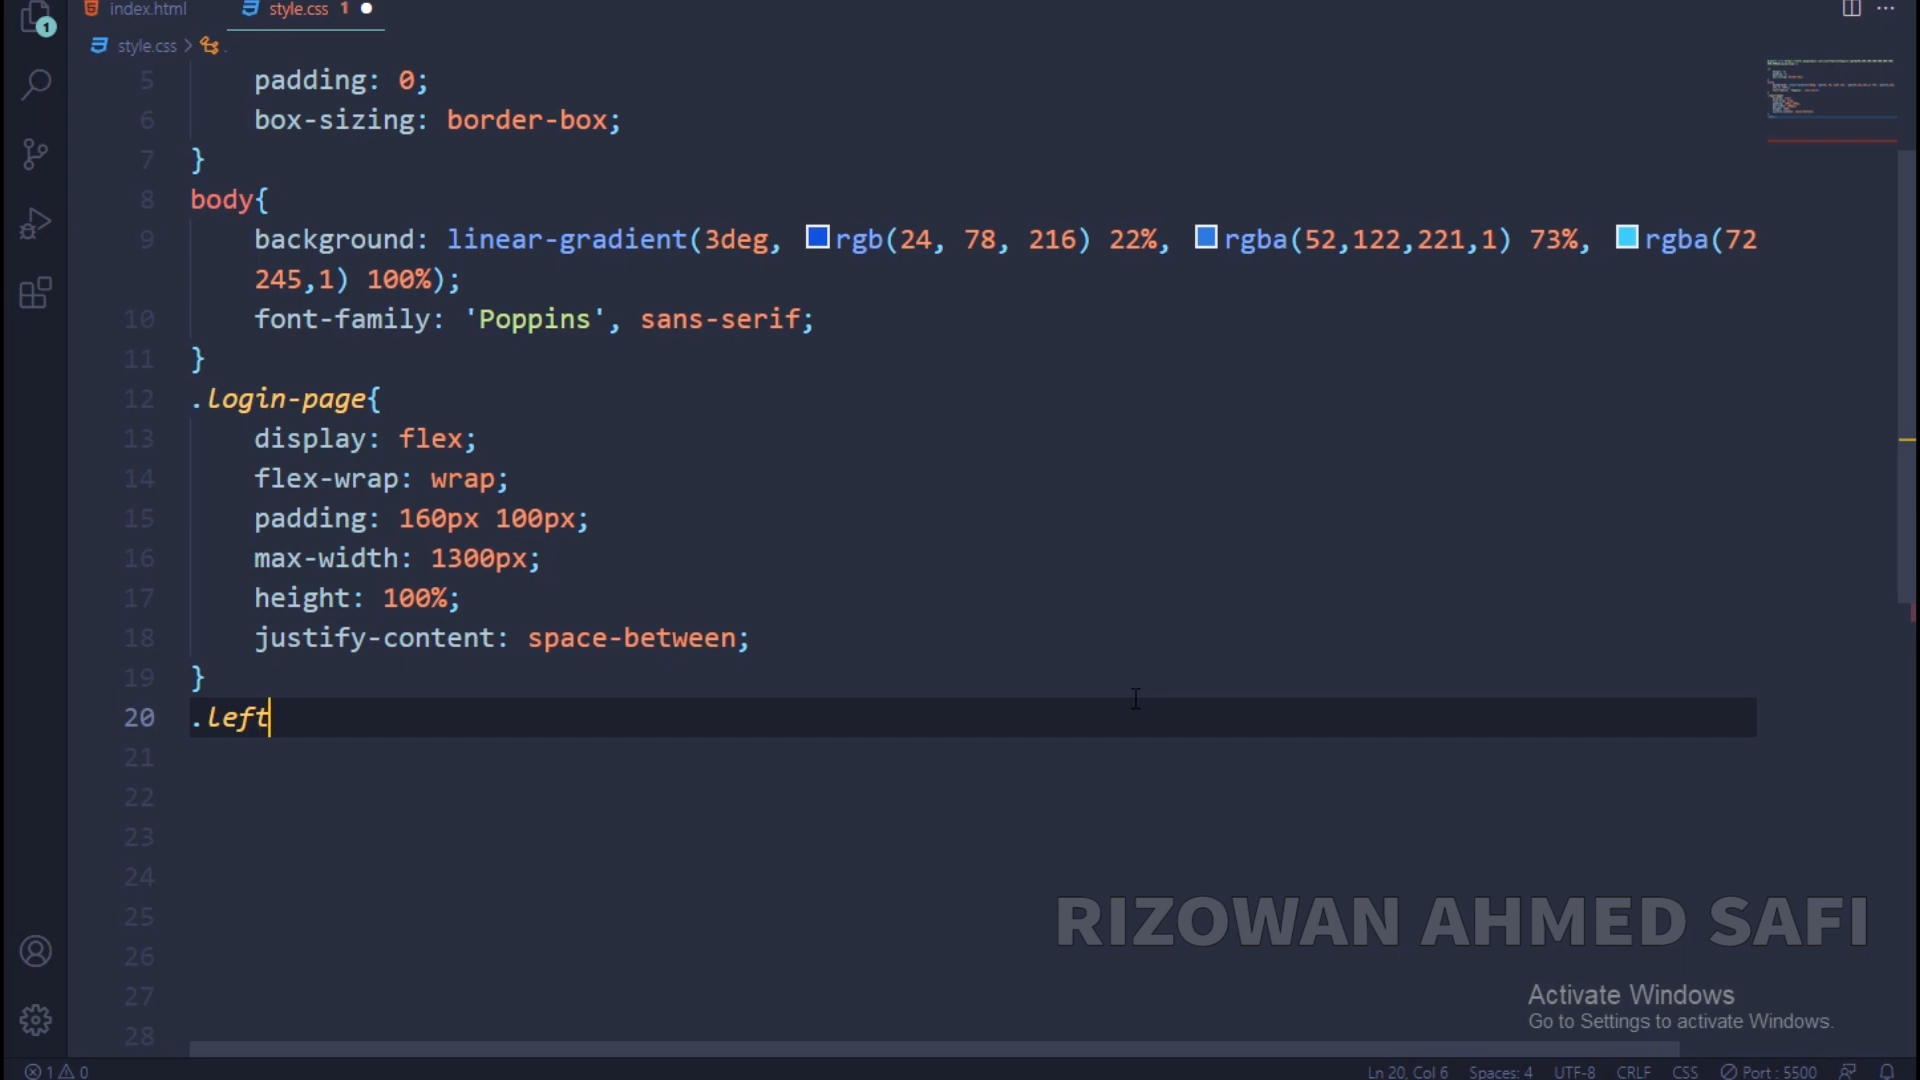 index.html style.css 1
1 style.css > .
5 padding: 0;
6 box-sizing: border-box;
7 }
8 body{
9 background: linear-gradient(3deg, rgb(24, 78, 216) 22%, rgba(52,122,221,1) 73%, rgba(72
245,1) 100%);
10 font-family: 'Poppins', sans-serif;
11 }
12 .login-page{
13 display: flex;
14 flex-wrap: wrap;
15 padding: 160px 100px;
16 max-width: 1300px;
17 height: 100%;
18 justify-content: space-between;
19 }
20 .left
21
22
23
24
25
RIZOWAN AHMED SAFI
26
27
Activate Windows
Go to Settings to activate Windows.
28
1 0 Ln 20, Col 6 Spaces: 4 UTF-8 CRLF CSS Port : 5500